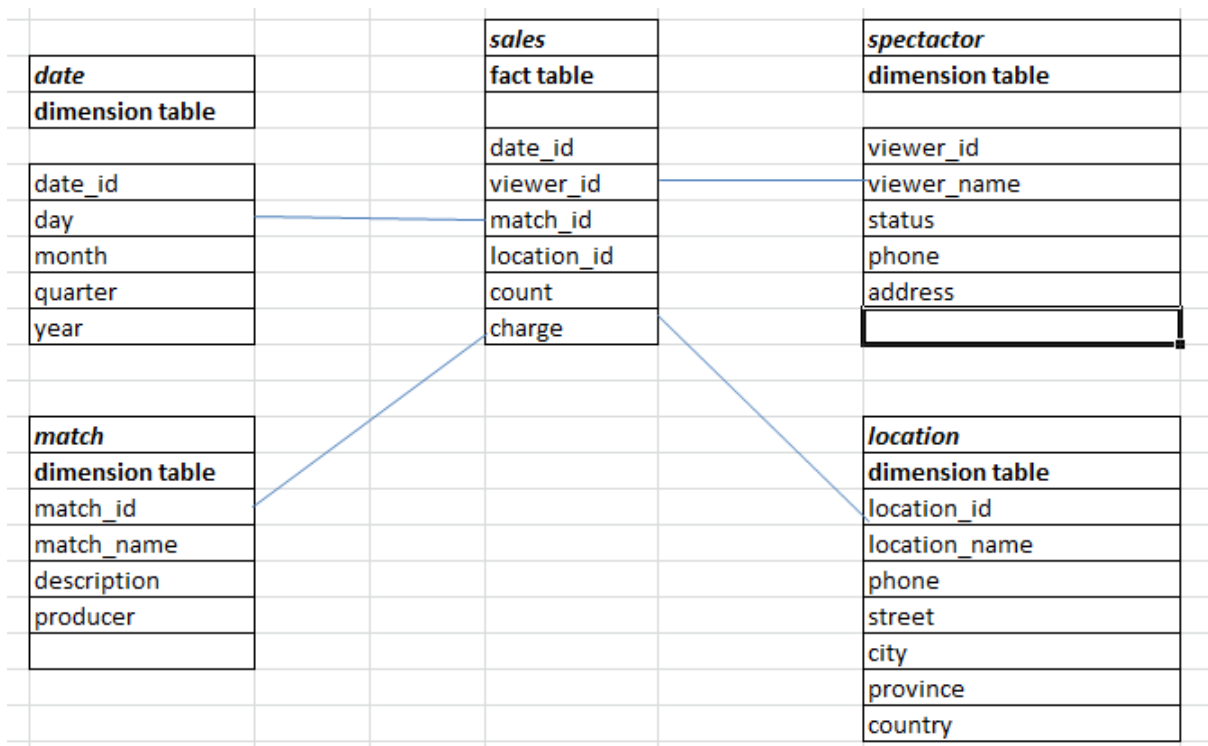 date
dimension table
date_id
day
month
quarter
year
sales
fact table
date_id
viewer_id
match_id
location_id
count
charge
spectactor
dimension table
viewer_id
viewer_name
status
phone
address
match
dimension table
match_id
match_name
description
producer
location
dimension table
location_id
location_name
phone
street
city
province
country